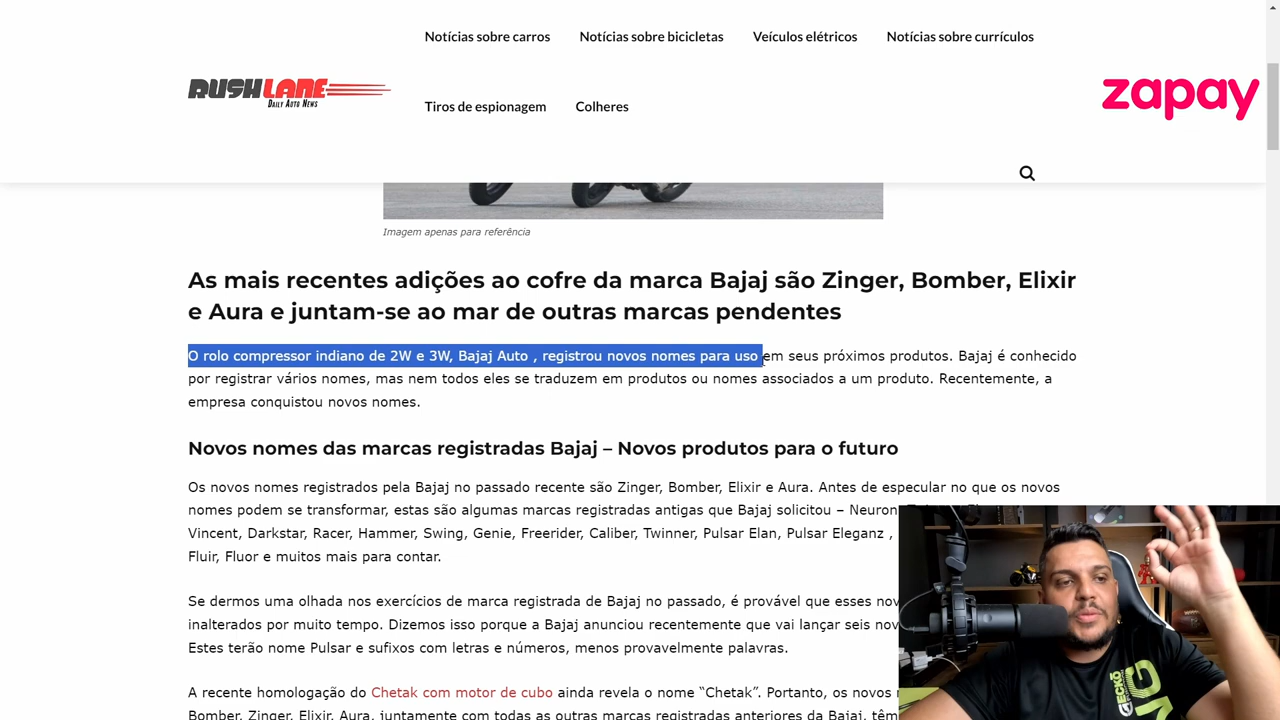 Notícias sobre carros
Notícias sobre bicicletas
Veículos elétricos
Notícias sobre currículos
RUSHLANE
DAILY AUTO NEWS
Tiros de espionagem
Colheres
zapay
Imagem apenas para referência
As mais recentes adições ao cofre da marca Bajaj são Zinger, Bomber, Elixir
e Aura e juntam-se ao mar de outras marcas pendentes
O rolo compressor indiano de 2W e 3W, Bajaj Auto , registrou novos nomes para uso em seus próximos produtos. Bajaj é conhecido
por registrar vários nomes, mas nem todos eles se traduzem em produtos ou nomes associados a um produto. Recentemente, a
empresa conquistou novos nomes.
Novos nomes das marcas registradas Bajaj – Novos produtos para o futuro
Os novos nomes registrados pela Bajaj no passado recente são Zinger, Bomber, Elixir e Aura. Antes de especular no que os novos
nomes podem se transformar, estas são algumas marcas registradas antigas que Bajaj solicitou – Neuron
Vincent, Darkstar, Racer, Hammer, Swing, Genie, Freerider, Caliber, Twinner, Pulsar Elan, Pulsar Eleganz ,
Fluir, Fluor e muitos mais para contar.
Se dermos uma olhada nos exercícios de marca registrada de Bajaj no passado, é provável que esses
inalterados por muito tempo. Dizemos isso porque a Bajaj anunciou recentemente que vai lançar seis
Estes terão nome Pulsar e sufixos com letras e números, menos provavelmente palavras.
A recente homologação do Chetak com motor de cubo ainda revela o nome “Chetak”. Portanto, os novos
Bomber, Zinger, Elixir, Aura, juntamente com todas as outras marcas registradas anteriores da Bajaj, têm